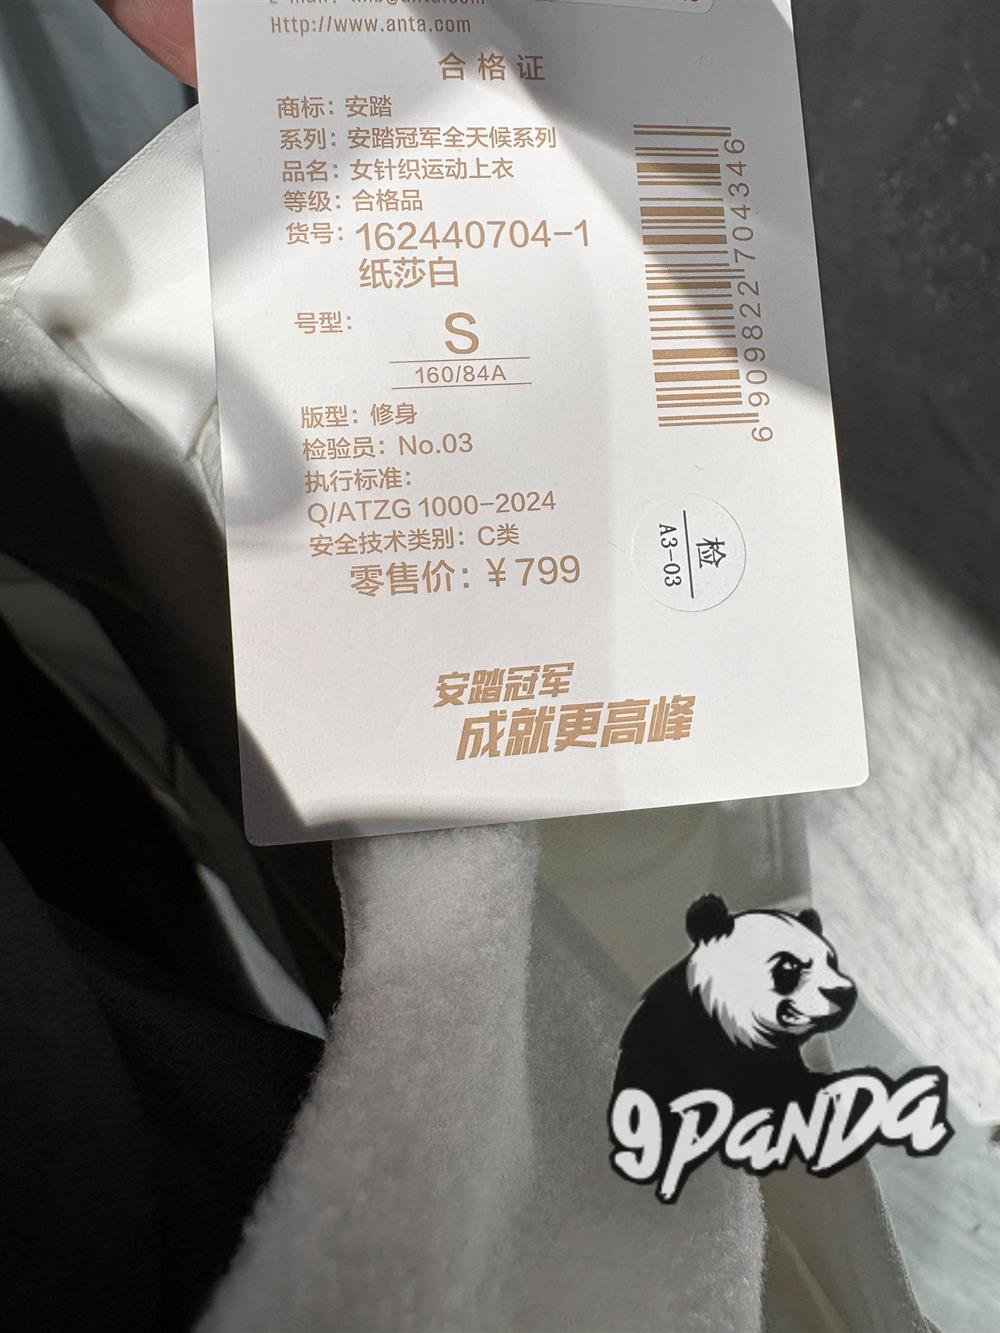 Http://www.anta.com
合格证
商标：安踏
系列：安踏冠军全天候系列
品名：女针织运动上衣
等级：合格品
货号：162440704-1
纸莎白
号型：S
160/84A
版型：修身
检验员：No.03
执行标准：
Q/ATZG 1000-2024
安全技术类别：C类
零售价：¥799
6 909822 704346
检
A3-03
安踏冠军
成就更高峰
9PANDA